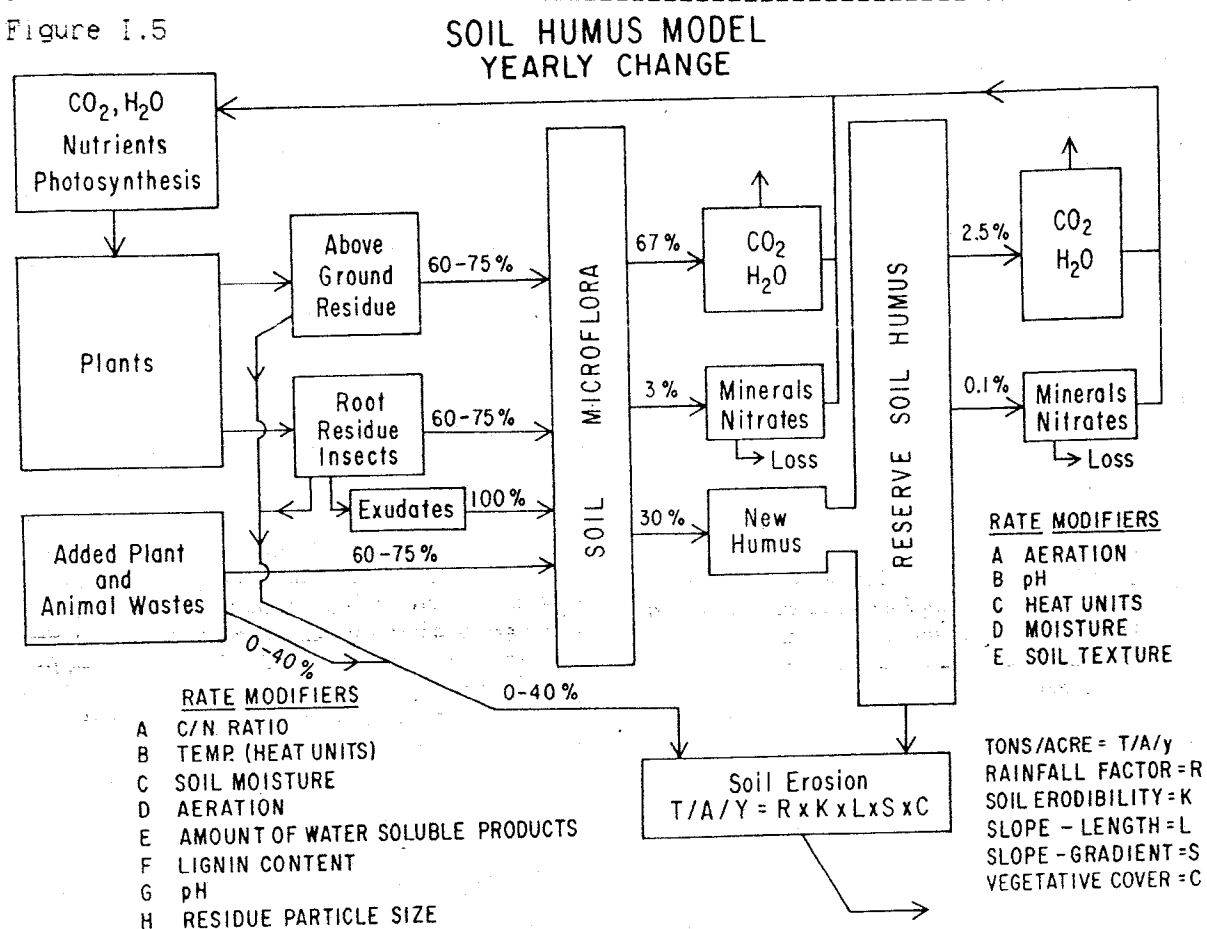 Figure I.5
SOIL HUMUS MODEL
YEARLY CHANGE
CO2, H2O
Nutrients
Photosynthesis
Plants
Added Plant
and
Animal Wastes
Above
Ground
Residue
Root
Residue
Insects
Exudates
60-75%
60-75%
100%
60-75%
0-40%
0-40%
SOIL MICROFLORA
67%
3%
30%
CO2
H2O
Minerals
Nitrates
Loss
New
Humus
RESERVE SOIL HUMUS
2.5%
0.1%
CO2
H2O
Minerals
Nitrates
Loss
RATE MODIFIERS
A AERATION
B pH
C HEAT UNITS
D MOISTURE
E SOIL TEXTURE
RATE MODIFIERS
A C/N RATIO
B TEMP. (HEAT UNITS)
C SOIL MOISTURE
D AERATION
E AMOUNT OF WATER SOLUBLE PRODUCTS
F LIGNIN CONTENT
G pH
H RESIDUE PARTICLE SIZE
Soil Erosion
T/A/Y = R x K x L x S x C
TONS/ACRE = T/A/y
RAINFALL FACTOR = R
SOIL ERODIBILITY = K
SLOPE - LENGTH = L
SLOPE - GRADIENT = S
VEGETATIVE COVER = C